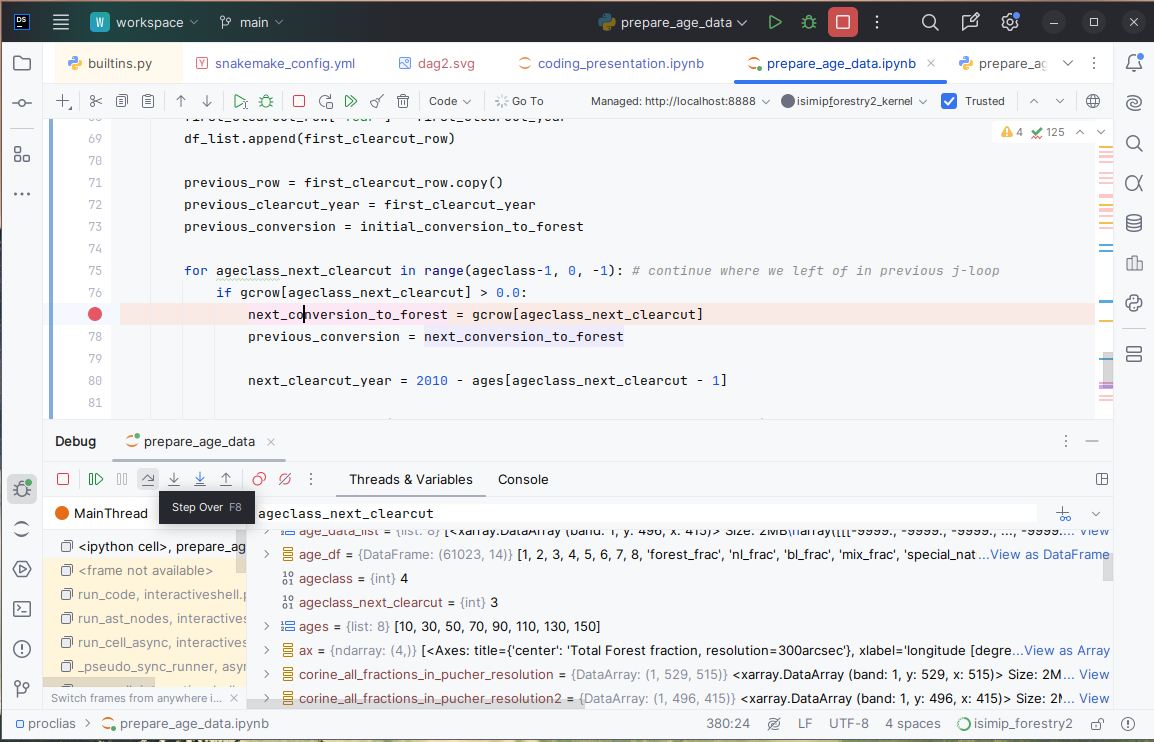 DS W workspace main prepare_age_data
builtins.py snakemake_config.yml dag2.svg coding_presentation.ipynb prepare_age_data.ipynb prepare_ag
Code Go To Managed: http://localhost:8888 isimipforestry2_kernel Trusted
69 df_list.append(first_clearcut_row) 4 125
70
71 previous_row = first_clearcut_row.copy()
72 previous_clearcut_year = first_clearcut_year
73 previous_conversion = initial_conversion_to_forest
74
75 for ageclass_next_clearcut in range(ageclass-1, 0, -1): # continue where we left of in previous j-loop
76 if gcrow[ageclass_next_clearcut] > 0.0:
next_conversion_to_forest = gcrow[ageclass_next_clearcut]
78 previous_conversion = next_conversion_to_forest
79
80 next_clearcut_year = 2010 - ages[ageclass_next_clearcut - 1]
81
Debug prepare_age_data
Threads & Variables Console
Step Over F8
MainThread ageclass_next_clearcut
age_data_list = {list: 8} [<xarray.DataArray (band: 1, y: 496, x: 415)> Size: 2MB\narray([[[-9999., -9999., -9999., ..., -9999.... View
<ipython cell>, prepare_ag
age_df = {DataFrame: (61023, 14)} [1, 2, 3, 4, 5, 6, 7, 8, 'forest_frac', 'nl_frac', 'bl_frac', 'mix_frac', 'special_nat ...View as DataFrame
<frame not available>
ageclass = {int} 4
run_code, interactiveshell.p
ageclass_next_clearcut = {int} 3
run_ast_nodes, interactives
ages = {list: 8} [10, 30, 50, 70, 90, 110, 130, 150]
run_cell_async, interactives
ax = {ndarray: (4,)} [<Axes: title={'center': 'Total Forest fraction, resolution=300arcsec'}, xlabel='longitude [degre...View as Array
_pseudo_sync_runner, asyn
corine_all_fractions_in_pucher_resolution = {DataArray: (1, 529, 515)} <xarray.DataArray (band: 1, y: 529, x: 515)> Size: 2M... View
Switch frames from anywhere i...
corine_all_fractions_in_pucher_resolution2 = {DataArray: (1, 496, 415)} <xarray.DataArray (band: 1, y: 496, x: 415)> Size: 2M... View
proclias > prepare_age_data.ipynb 380:24 LF UTF-8 4 spaces isimip_forestry2